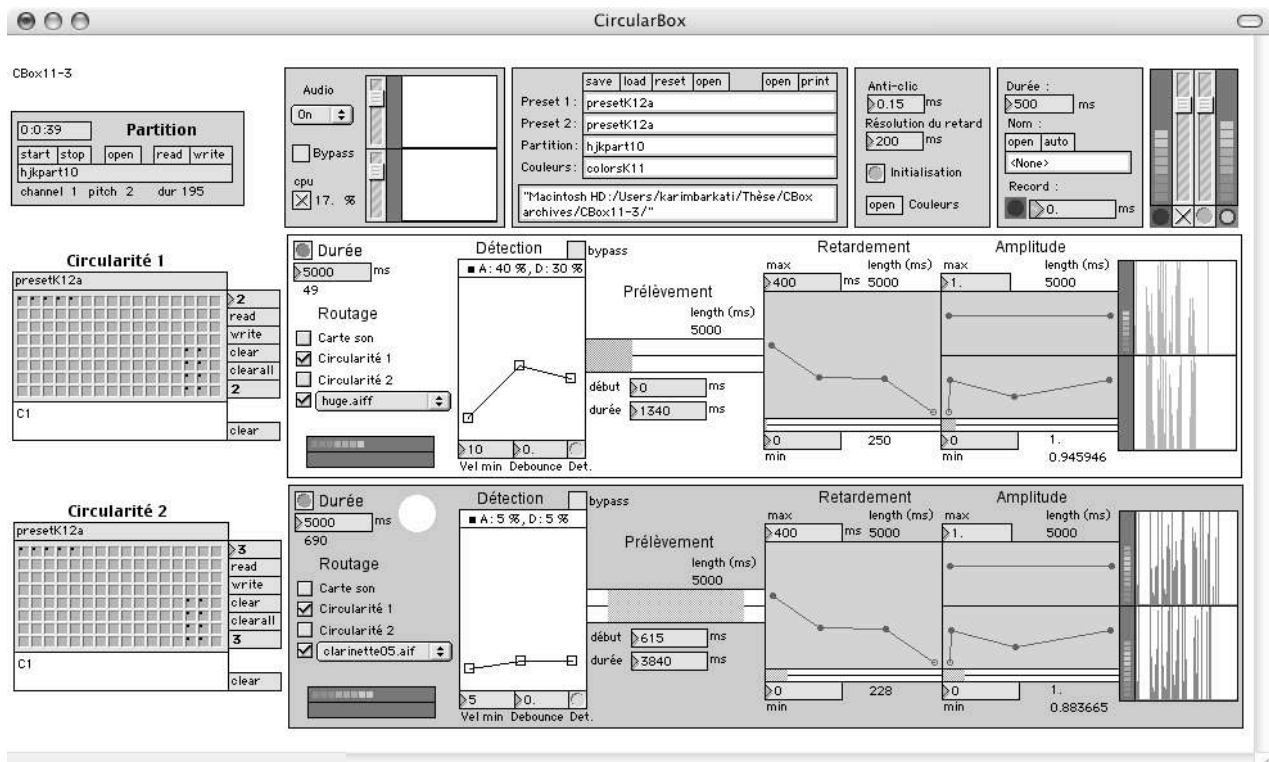 CircularBox
CBox11-3
0:0:39 Partition
start stop open read write
hjkpart10
channel 1 pitch 2 dur 195
Audio
On
Bypass
cpu
17. %
save load reset open open print
Preset 1: presetK12a
Preset 2: presetK12a
Partition: hjkpart10
Couleurs: colorsK11
"Macintosh HD:/Users/karimbarkati/Thèse/CBox
archives/CBox11-3/"
Anti-clic
0.15 ms
Résolution du retard
200 ms
Initialisation
open Couleurs
Durée :
500 ms
Nom :
open auto
<None>
Record :
0. ms
Circularité 1
presetK12a
2
read
write
clear
clearall
2
C1
clear
Durée
5000 ms
49
Routage
Carte son
Circularité 1
Circularité 2
huge.aiff
Détection bypass
A: 40 %, D: 30 %
10 0.
Vel min Debounce Det.
Prélèvement
length (ms)
5000
début 0 ms
durée 1340 ms
Retardement
max length (ms)
400 ms 5000
0 250
min
Amplitude
max length (ms)
1. 5000
0 1.
min 0.945946
Circularité 2
presetK12a
3
read
write
clear
clearall
3
C1
clear
Durée
5000 ms
690
Routage
Carte son
Circularité 1
Circularité 2
clarinette05.aif
Détection bypass
A: 5 %, D: 5 %
5 0.
Vel min Debounce Det.
Prélèvement
length (ms)
5000
début 615 ms
durée 3840 ms
Retardement
max length (ms)
400 ms 5000
0 228
min
Amplitude
max length (ms)
1. 5000
0 1.
min 0.883665